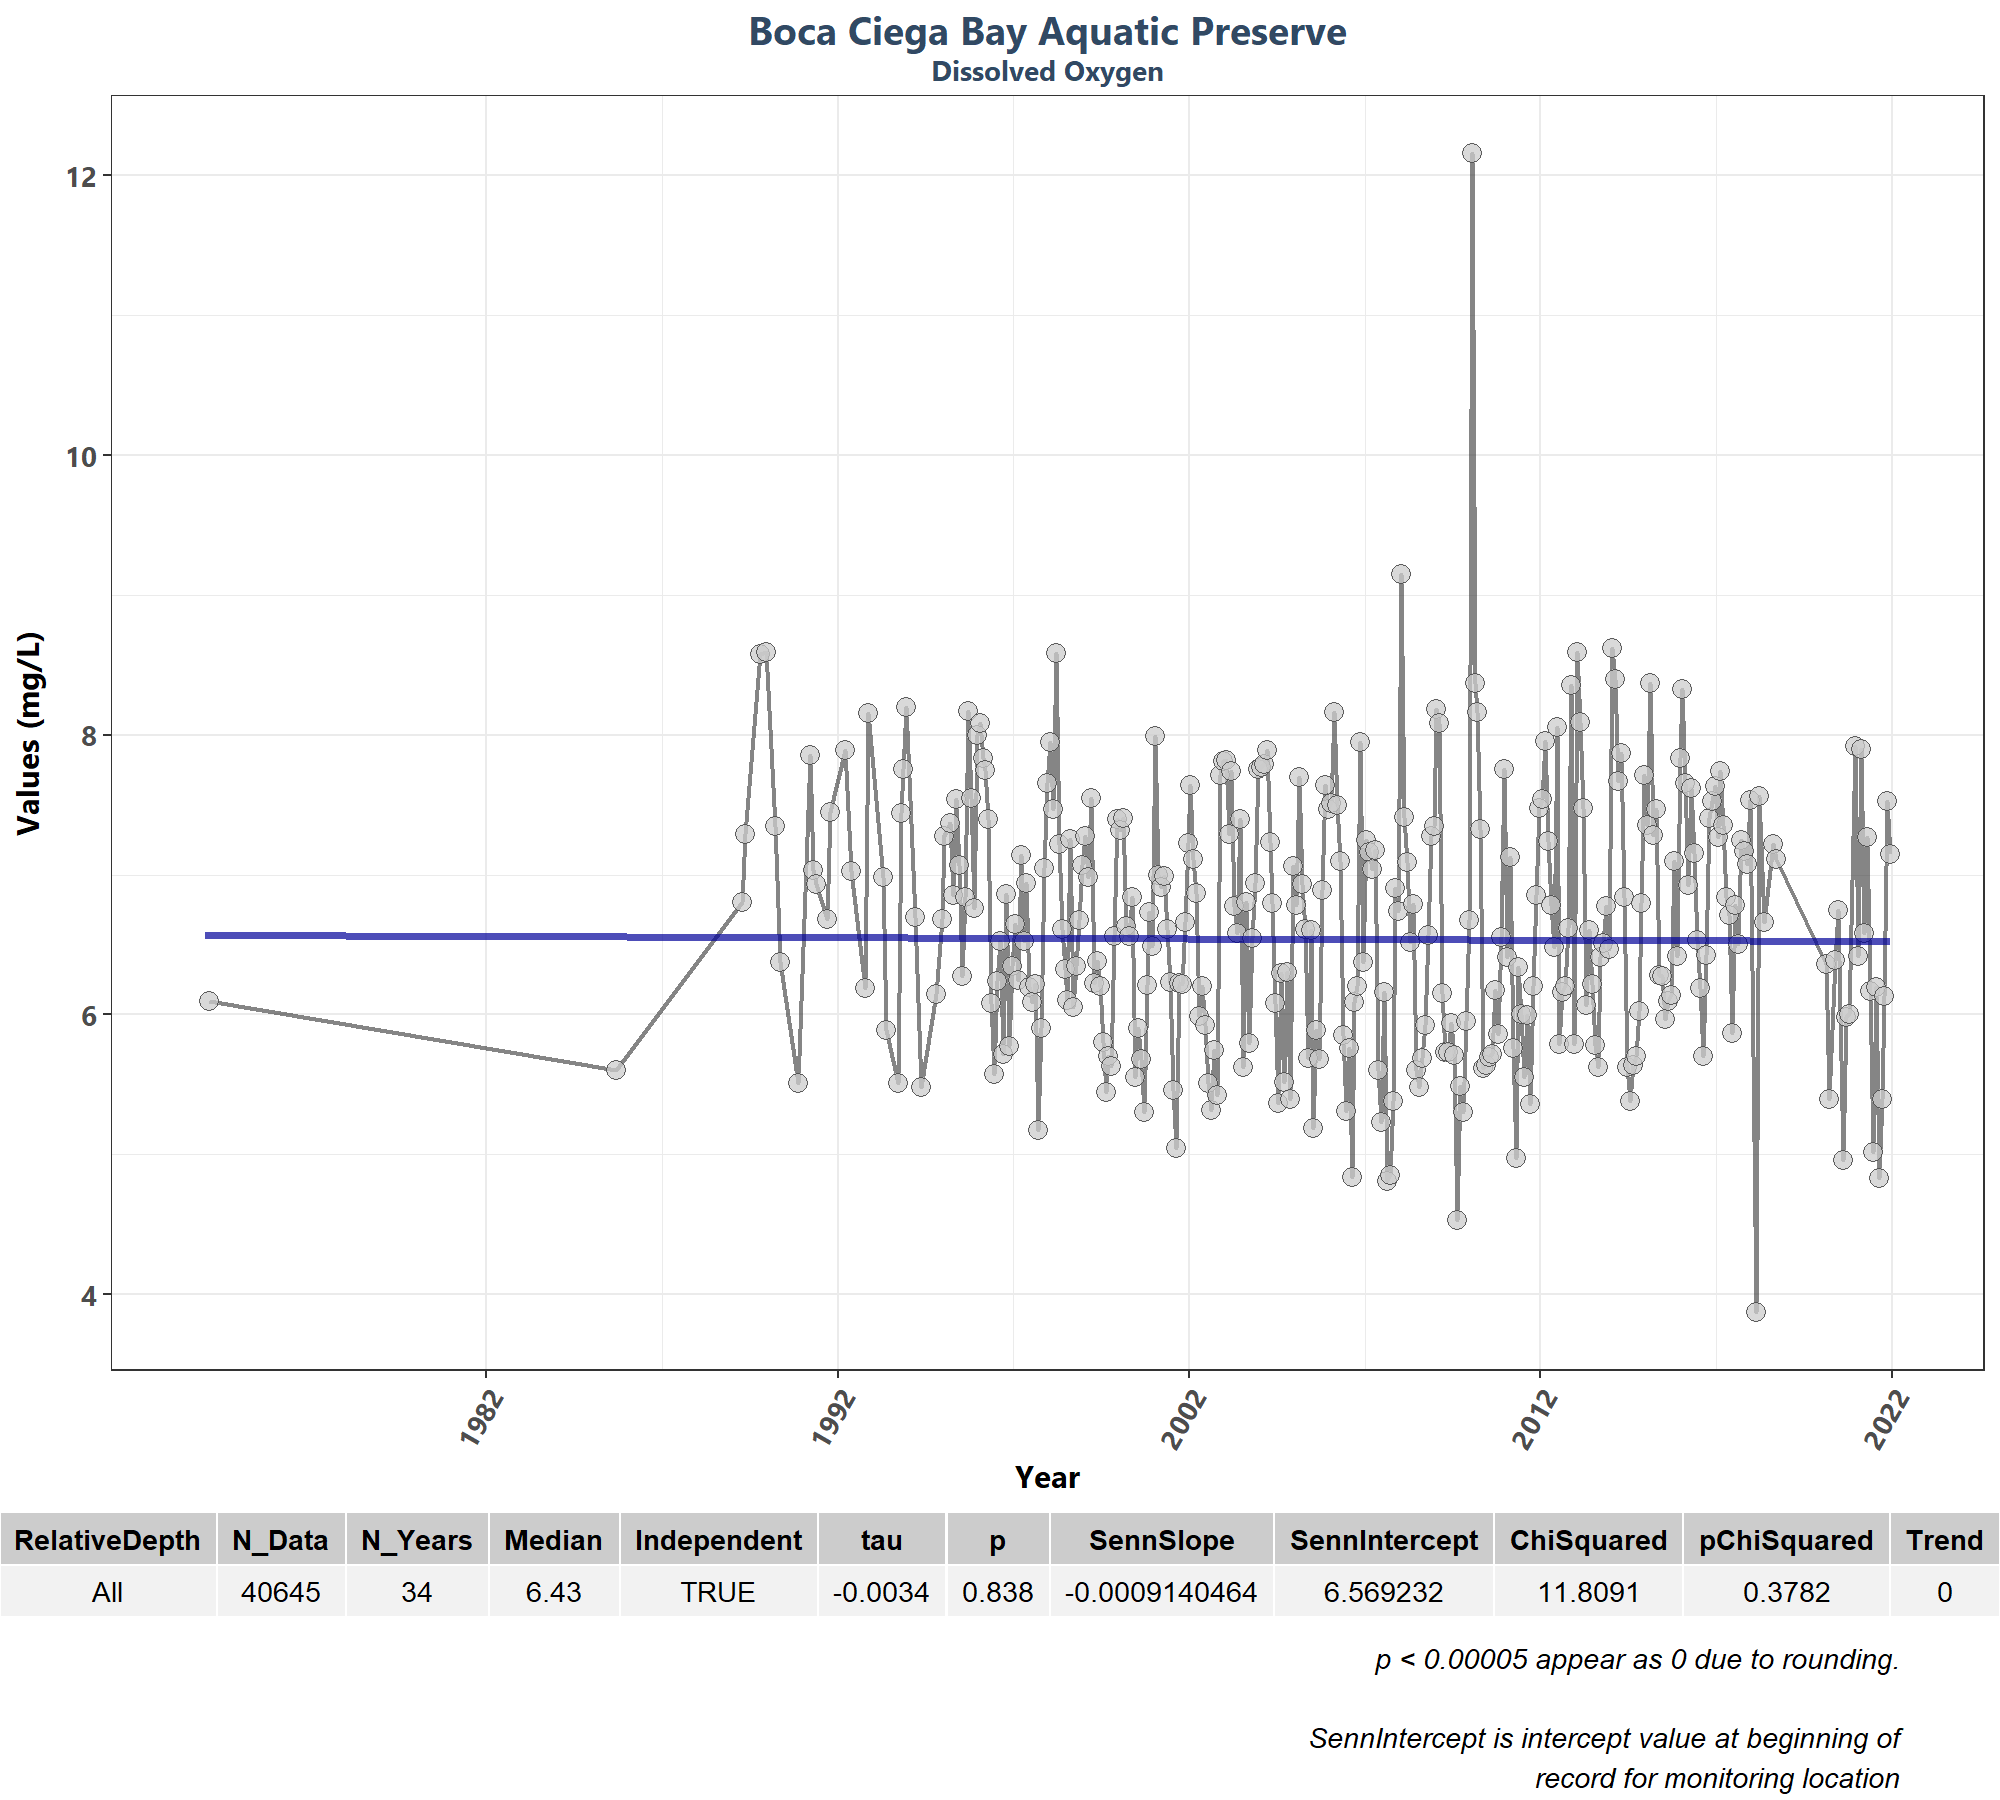 Boca Ciega Bay Aquatic Preserve
Dissolved Oxygen
Values (mg/L)
12
10
8
6
4
1982
1992
2002
2012
2022
Year
RelativeDepth N_Data N_Years Median Independent tau p SennSlope SennIntercept ChiSquared pChiSquared Trend
All 40645 34 6.43 TRUE -0.0034 0.838 -0.0009140464 6.569232 11.8091 0.3782 0
p < 0.00005 appear as 0 due to rounding.
SennIntercept is intercept value at beginning of
record for monitoring location